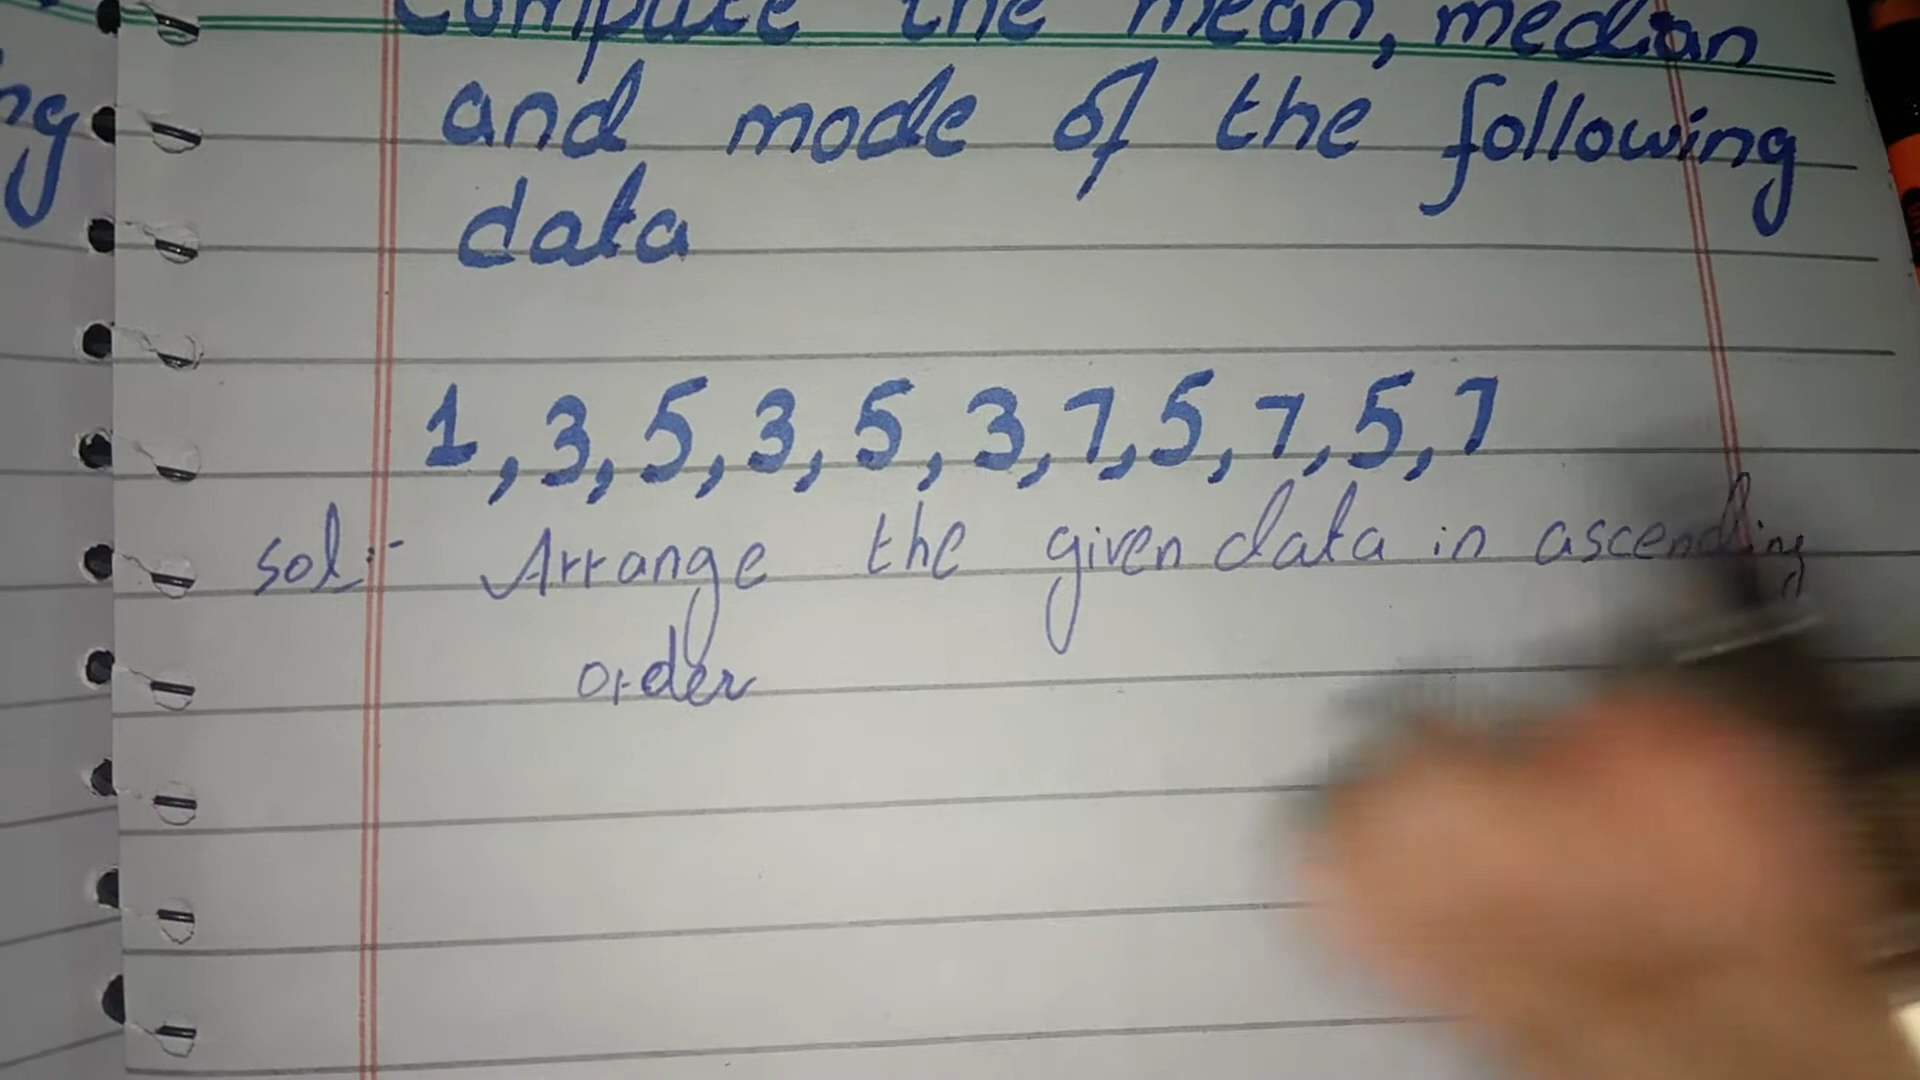 Compute the mean, median
and mode of the following
data
1, 3, 5, 3, 5, 3, 7, 5, 7, 5, 7
sol:- Arrange the given data in ascending
order